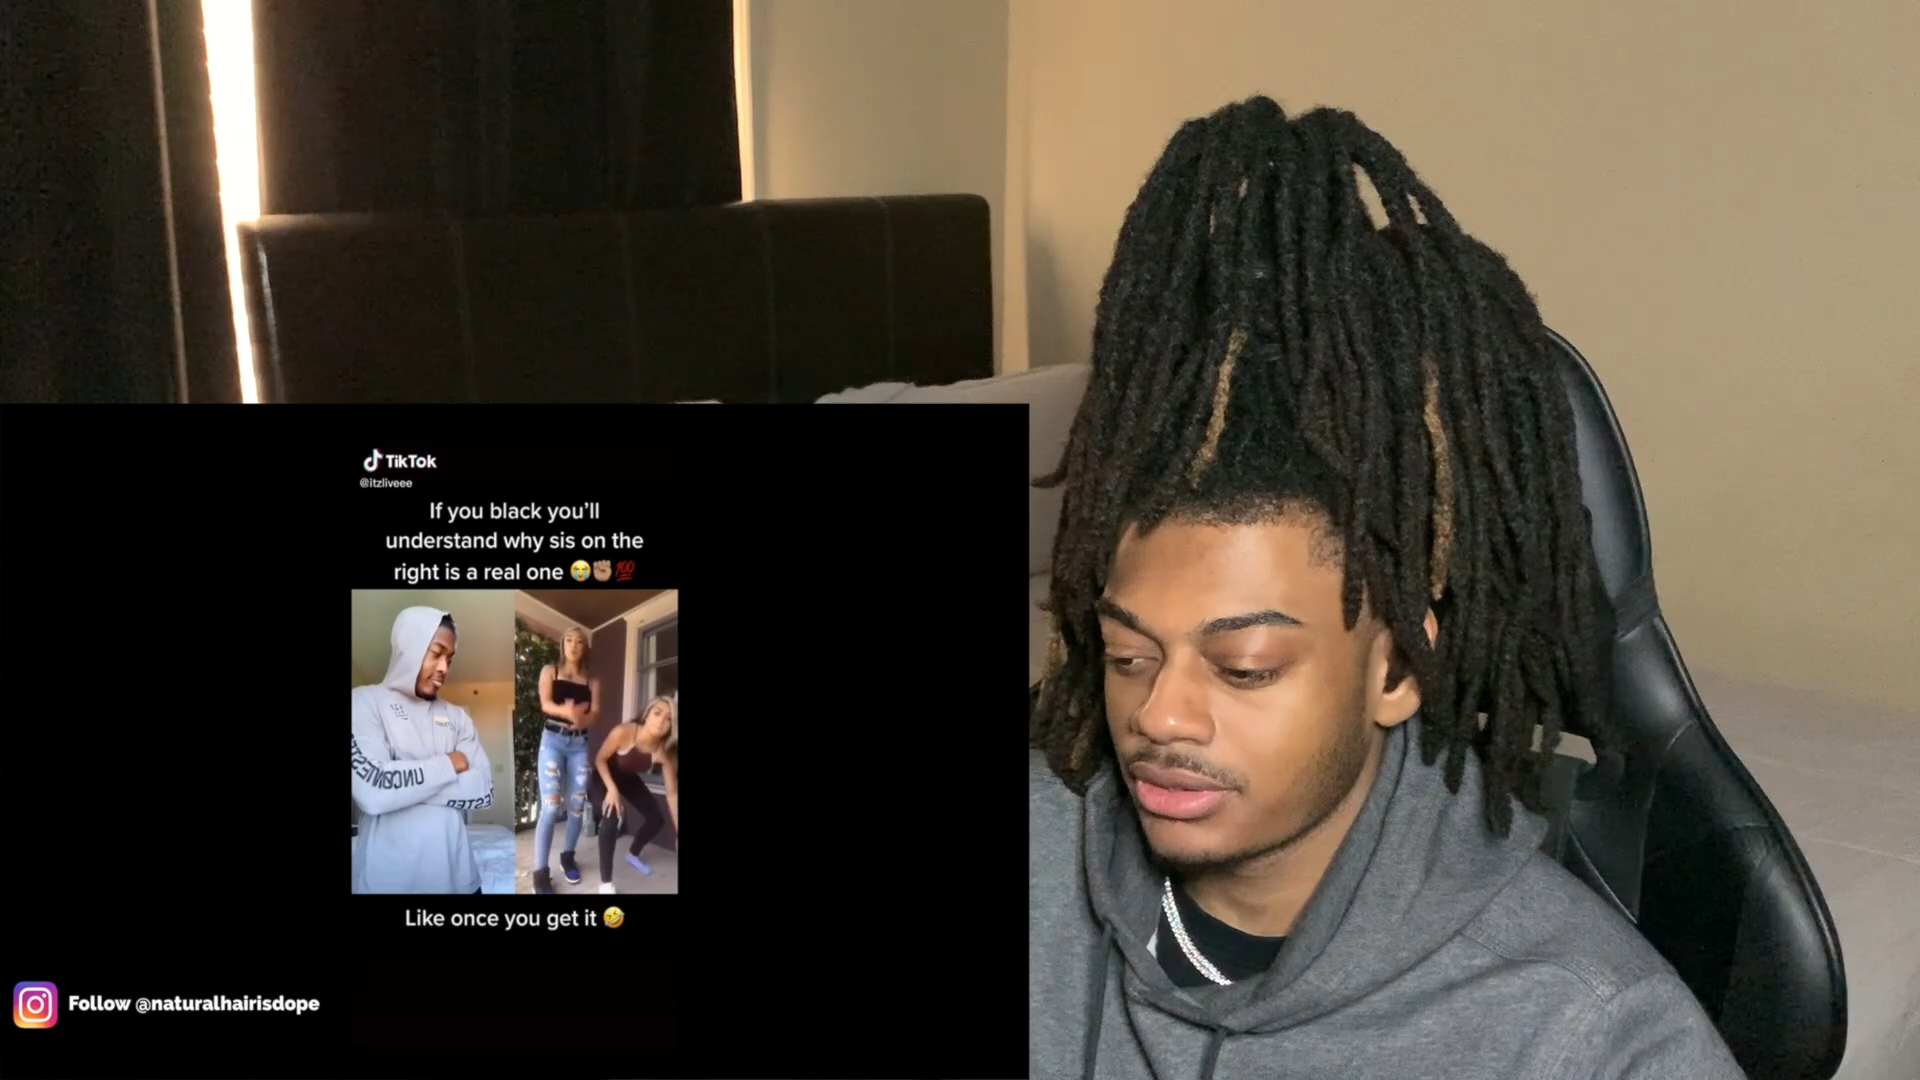 TikTok
@itzliveee
If you black you'll
understand why sis on the
right is a real one 😭✊🏽💯
Like once you get it 🤣
Follow @naturalhairisdope